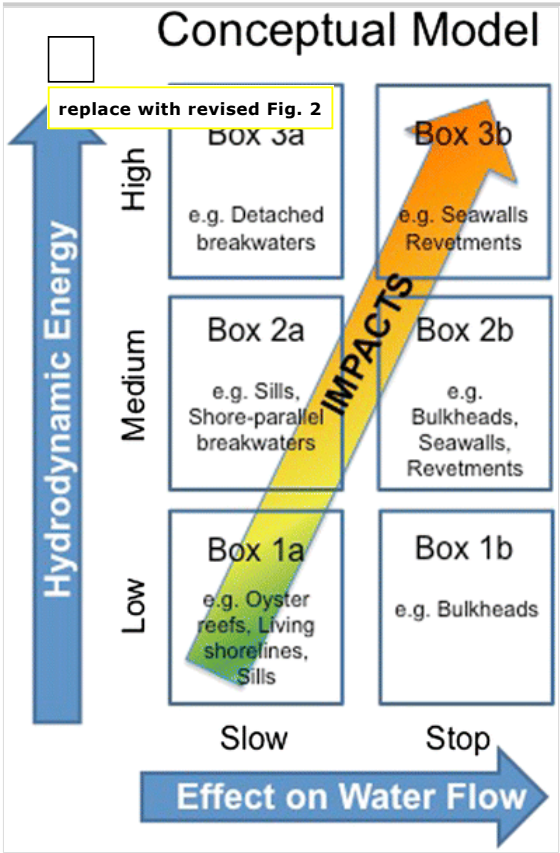 Conceptual Model
replace with revised Fig. 2
Hydrodynamic Energy
High
Box 3a
e.g. Detached
breakwaters
Box 3b
e.g. Seawalls
Revetments
IMPACTS
Medium
Box 2a
e.g. Sills,
Shore-parallel
breakwaters
Box 2b
e.g.
Bulkheads,
Seawalls,
Revetments
Low
Box 1a
e.g. Oyster
reefs, Living
shorelines,
Sills
Box 1b
e.g. Bulkheads
Slow
Stop
Effect on Water Flow